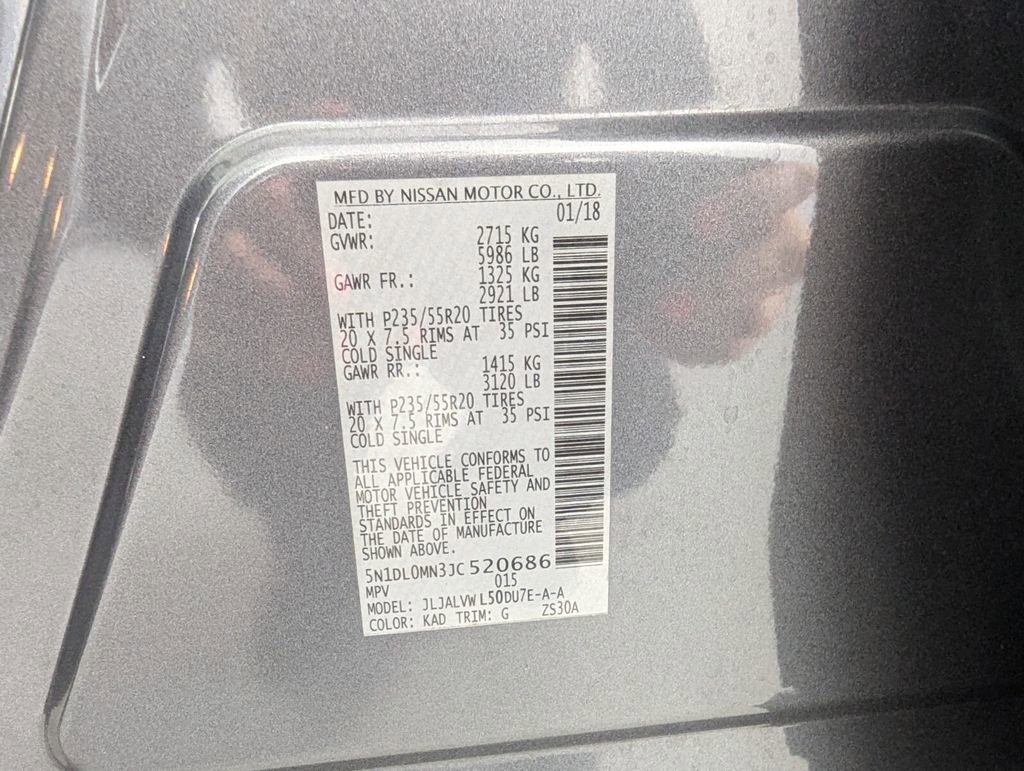 MFD BY NISSAN MOTOR CO., LTD.
DATE: 01/18
GVWR: 2715 KG
5986 LB
GAWR FR.: 1325 KG
2921 LB
WITH P235/55R20 TIRES
20 X 7.5 RIMS AT 35 PSI
COLD SINGLE
GAWR RR.: 1415 KG
3120 LB
WITH P235/55R20 TIRES
20 X 7.5 RIMS AT 35 PSI
COLD SINGLE
THIS VEHICLE CONFORMS TO
ALL APPLICABLE FEDERAL
MOTOR VEHICLE SAFETY AND
THEFT PREVENTION
STANDARDS IN EFFECT ON
THE DATE OF MANUFACTURE
SHOWN ABOVE.
5N1DL0MN3JC 520686
MPV 015
MODEL: JLJALVW L50DU7E-A-A
COLOR: KAD TRIM: G ZS30A